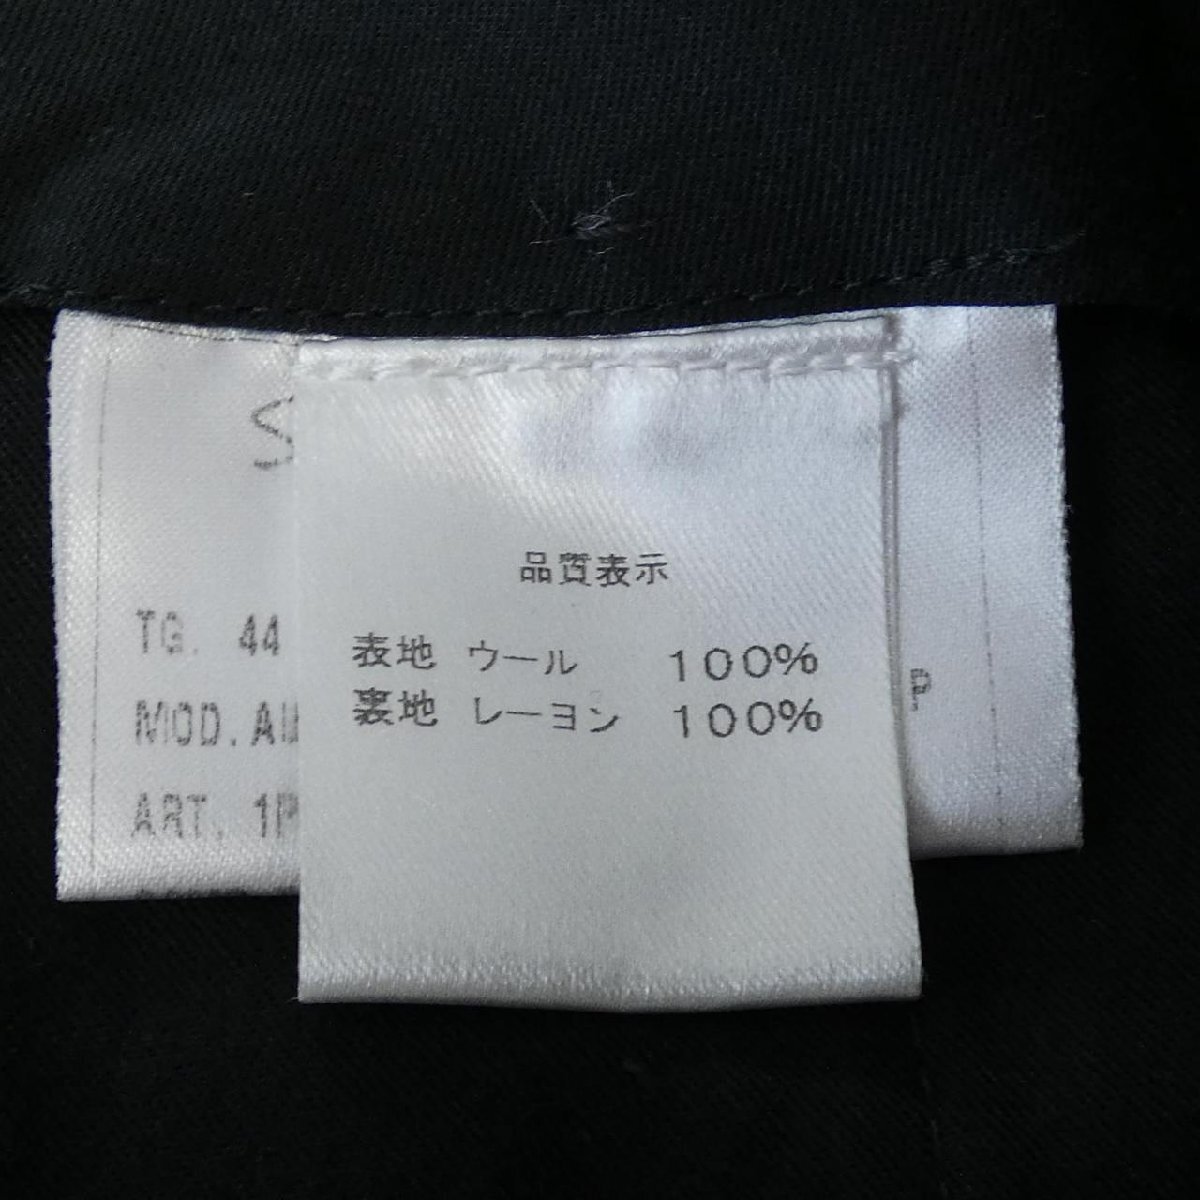 S
TG. 44
MOD.
ART. 1P
品質表示
表地 ウール 100%
裏地 レーヨン 100%
P